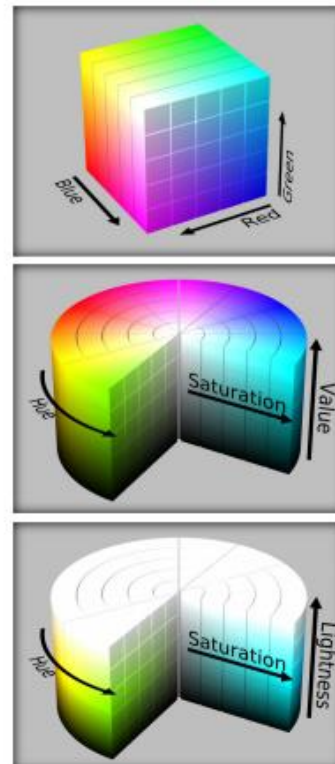 Blue
Red
Green
Hue
Saturation
Value
Hue
Saturation
Lightness